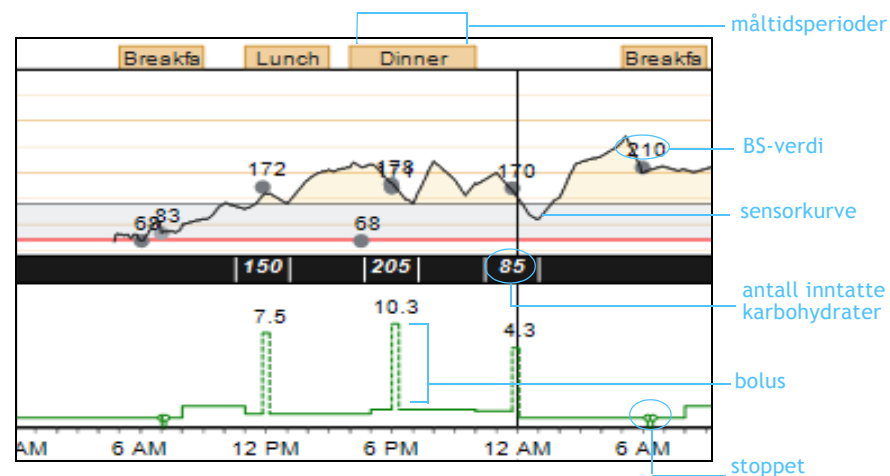 måltidsperioder
Breakfa Lunch Dinner Breakfa
BS-verdi
210
172 170
68 83 68
sensorkurve
150 205 85
antall inntatte
karbohydrater
7.5 10.3 4.3
bolus
AM 6 AM 12 PM 6 PM 12 AM 6 AM
stoppet